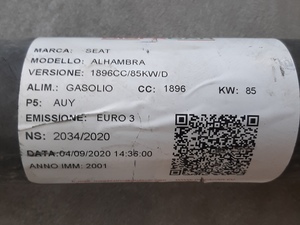 MARCA: SEAT
MODELLO: ALHAMBRA
VERSIONE: 1896CC/85KW/D
ALIM.: GASOLIO CC: 1896 KW: 85
P5: AUY
EMISSIONE: EURO 3
NS: 2034/2020
DATA:04/09/2020 14:36:00
ANNO IMM: 2001